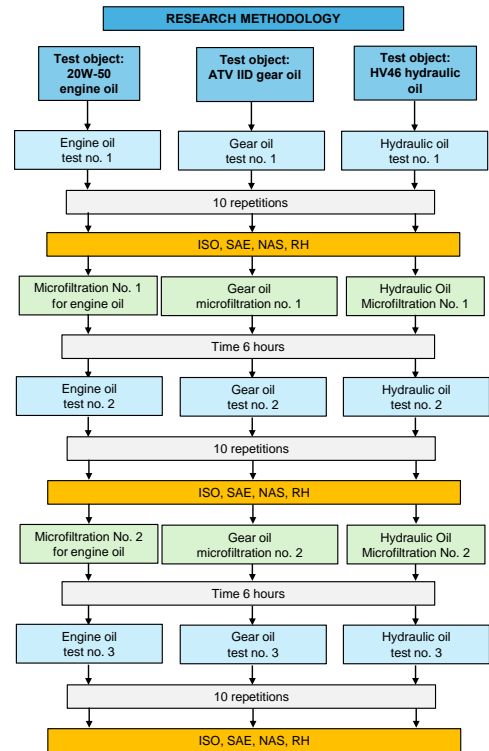 RESEARCH METHODOLOGY
Test object:
20W-50
engine oil
Test object:
ATV IID gear oil
Test object:
HV46 hydraulic
oil
Engine oil
test no. 1
Gear oil
test no. 1
Hydraulic oil
test no. 1
10 repetitions
ISO, SAE, NAS, RH
Microfiltration No. 1
for engine oil
Gear oil
microfiltration no. 1
Hydraulic Oil
Microfiltration No. 1
Time 6 hours
Engine oil
test no. 2
Gear oil
test no. 2
Hydraulic oil
test no. 2
10 repetitions
ISO, SAE, NAS, RH
Microfiltration No. 2
for engine oil
Gear oil
microfiltration no. 2
Hydraulic Oil
Microfiltration No. 2
Time 6 hours
Engine oil
test no. 3
Gear oil
test no. 3
Hydraulic oil
test no. 3
10 repetitions
ISO, SAE, NAS, RH